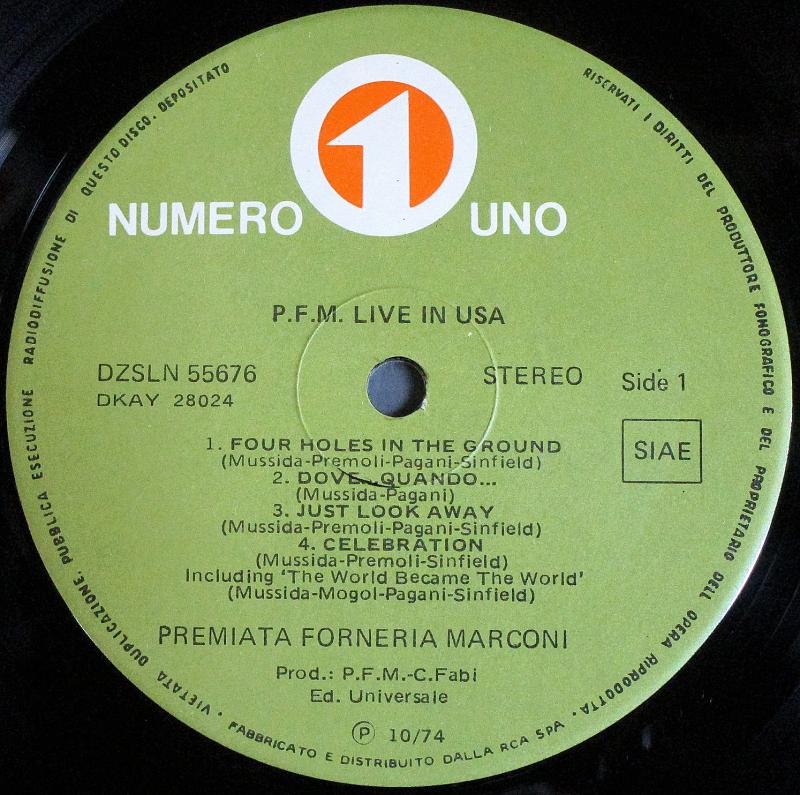 1
NUMERO UNO
P.F.M. LIVE IN USA
DZSLN 55676
DKAY 28024
STEREO
Side 1
SIAE
1. FOUR HOLES IN THE GROUND
(Mussida-Premoli-Pagani-Sinfield)
2. DOVE...QUANDO...
(Mussida-Pagani)
3. JUST LOOK AWAY
(Mussida-Premoli-Pagani-Sinfield)
4. CELEBRATION
(Mussida-Premoli-Sinfield)
Including 'The World Became The World'
(Mussida-Mogol-Pagani-Sinfield)
PREMIATA FORNERIA MARCONI
Prod.: P.F.M.-C.Fabi
Ed. Universale
Ⓟ 10/74
RISERVATI I DIRITTI DEL PRODUTTORE FONOGRAFICO E DEL PROPRIETARIO DELL OPERA RIPRODOTTA · VIETATA DUPLICAZIONE, PUBBLICA ESECUZIONE RADIODIFFUSIONE DI QUESTO DISCO. DEPOSITATO
FABBRICATO E DISTRIBUITO DALLA RCA SPA ·